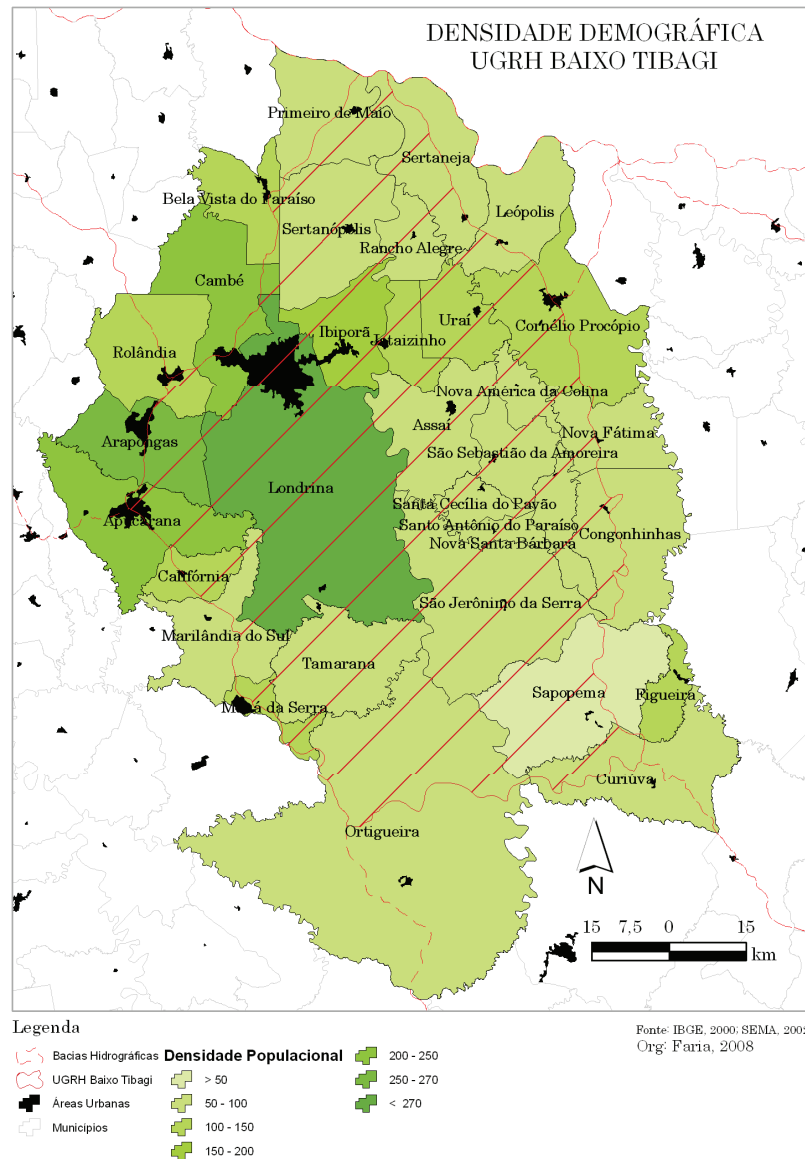 DENSIDADE DEMOGRÁFICA
UGRH BAIXO TIBAGI
Primeiro de Maio
Sertaneja
Bela Vista do Paraíso
Leópolis
Sertanópolis
Rancho Alegre
Cambé
Uraí
Cornélio Procópio
Ibiporã
Jataizinho
Rolândia
Nova América da Colina
Assaí
Nova Fátima
Arapongas
São Sebastião da Amoreira
Londrina
Santa Cecília do Pavão
Apucarana
Santo Antônio do Paraíso
Congonhinhas
Nova Santa Bárbara
Califórnia
São Jerônimo da Serra
Marilândia do Sul
Tamarana
Sapopema
Figueira
Mauá da Serra
Curiúva
Ortigueira
N
15 7,5 0 15
km
Legenda
Bacias Hidrográficas
UGRH Baixo Tibagi
Áreas Urbanas
Municípios
Densidade Populacional
> 50
50 - 100
100 - 150
150 - 200
200 - 250
250 - 270
< 270
Fonte: IBGE, 2000; SEMA, 2002
Org: Faria, 2008